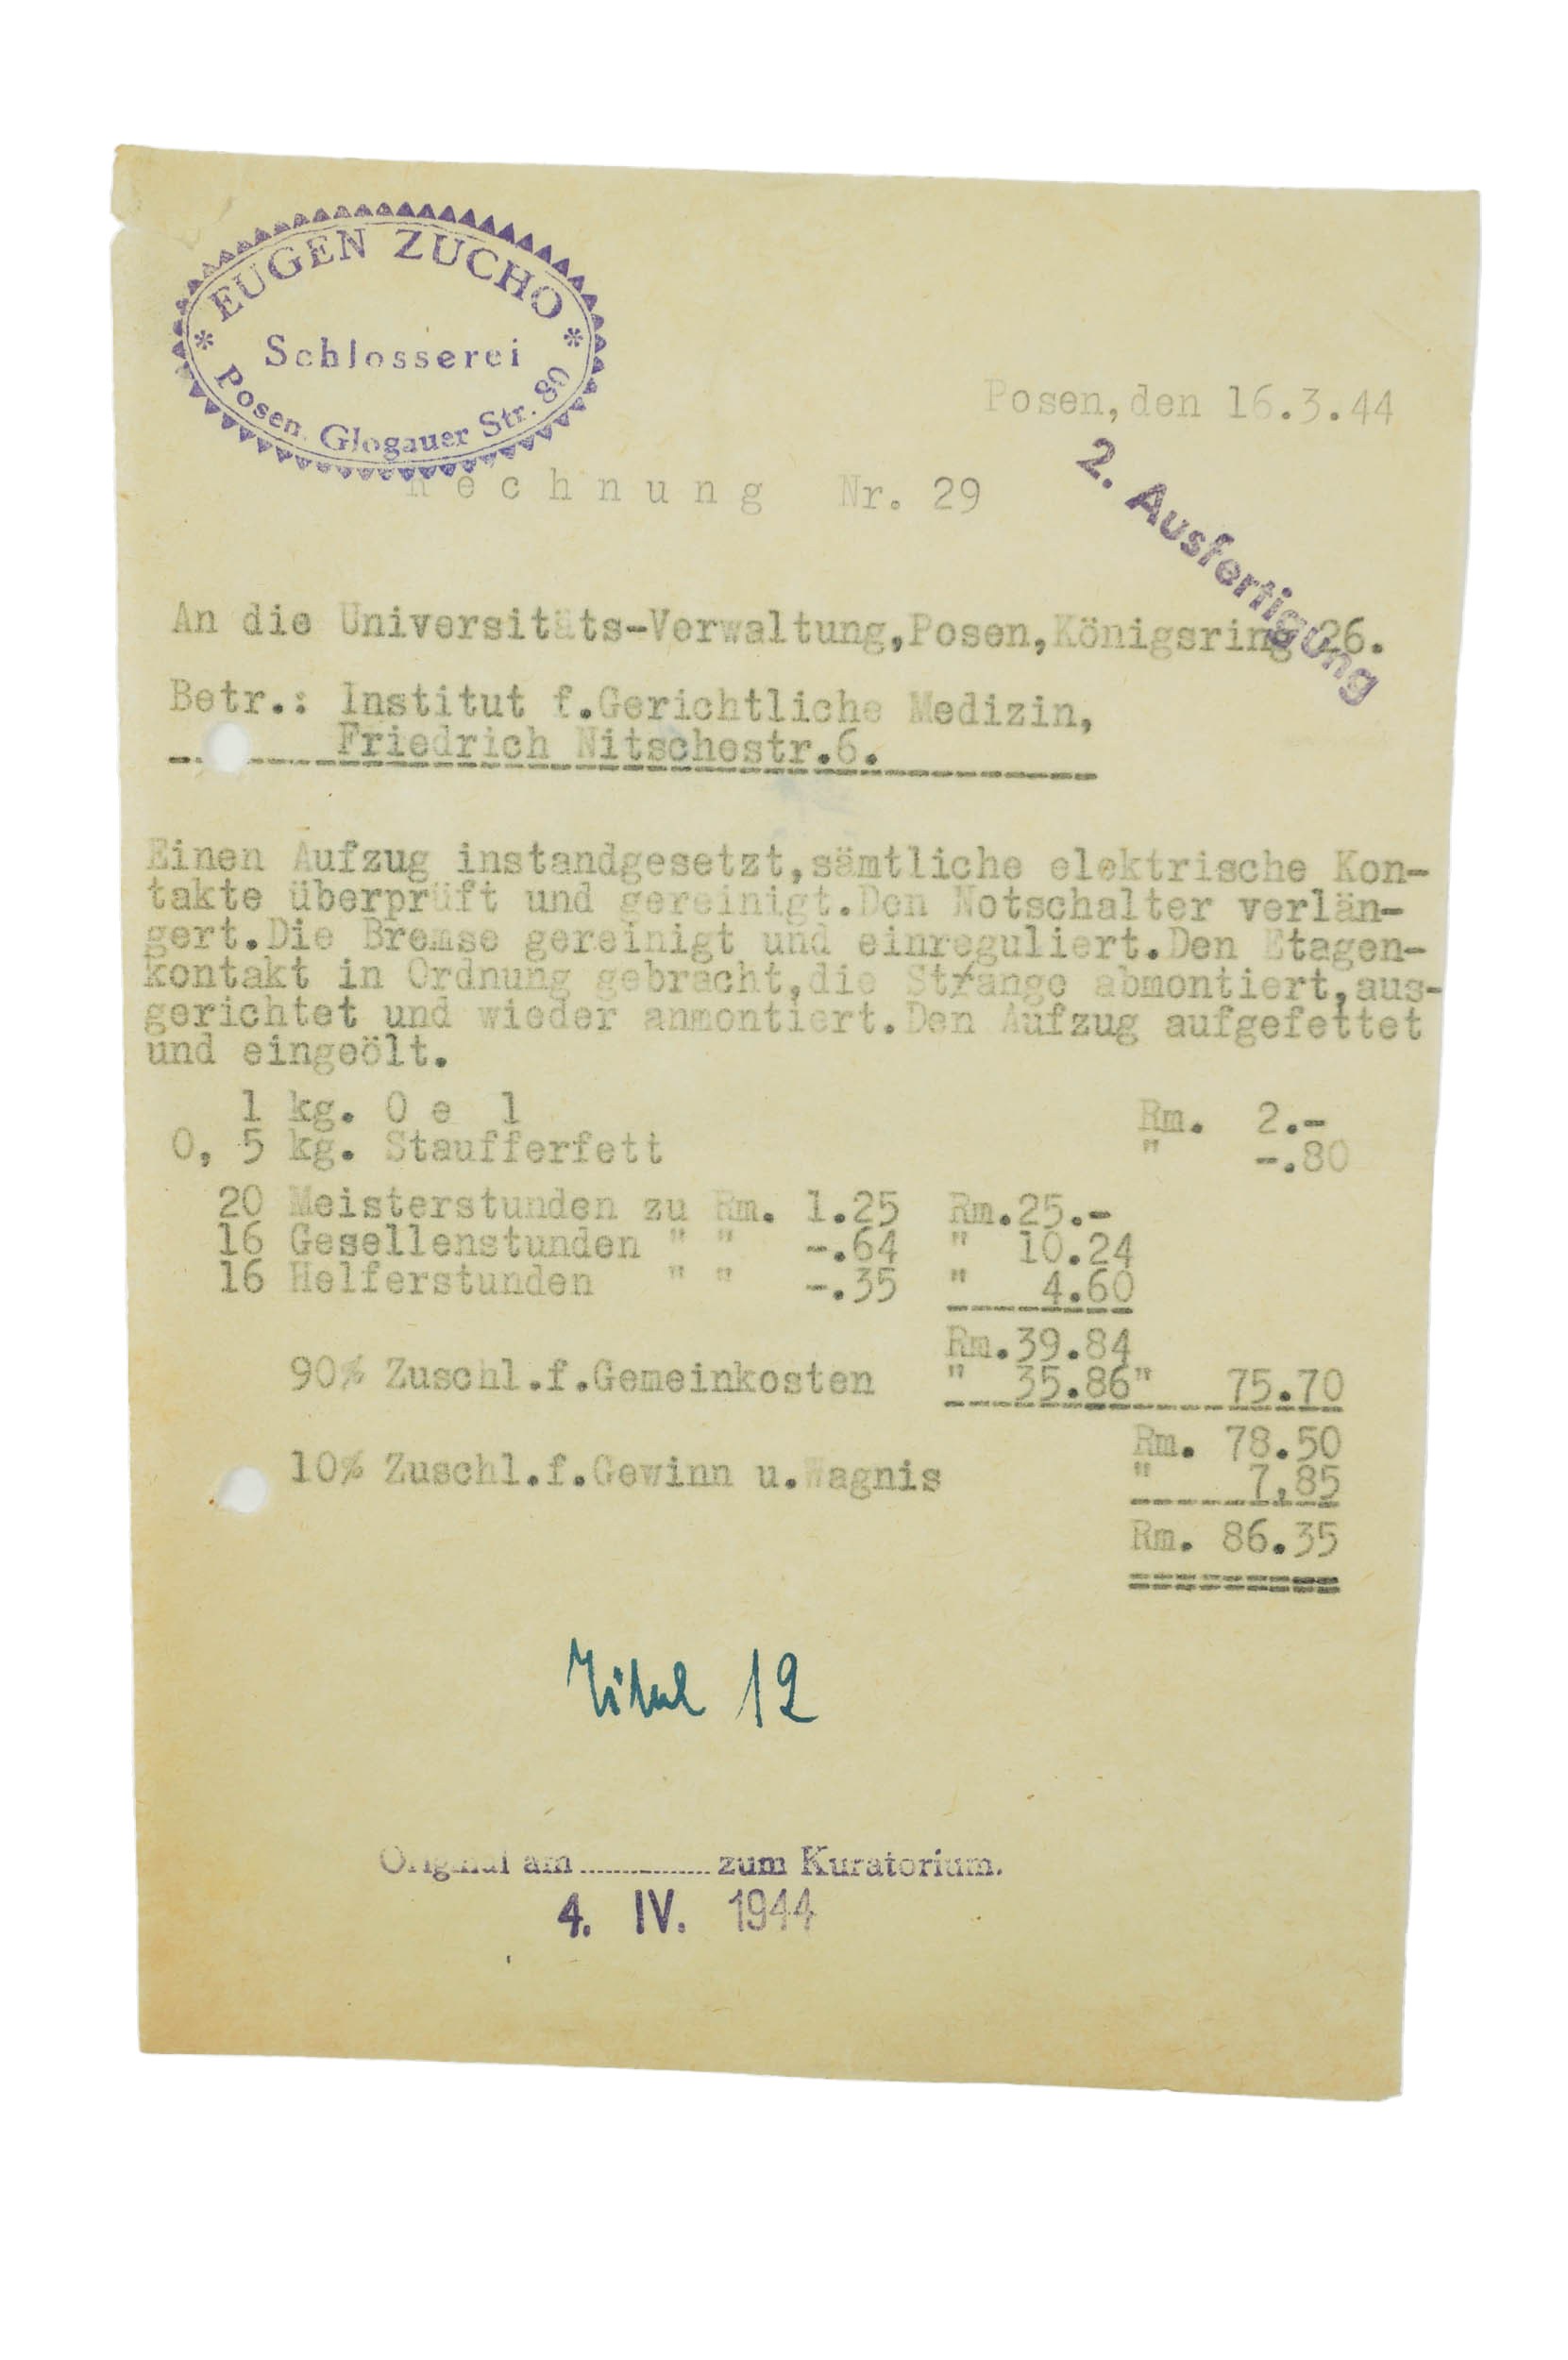 EUGEN ZUCHO
* Schlosserei *
Posen, Glogauer Str. 80
Posen,den 16.3.44
2. Ausfertigung
Rechnung Nr. 29
An die Universitäts-Verwaltung,Posen,Königsring 26.
Betr.: Institut f.Gerichtliche Medizin,
Friedrich Nitschestr.6.
Einen Aufzug instandgesetzt,sämtliche elektrische Kon-
takte überprüft und gereinigt.Den Notschalter verlän-
gert.Die Bremse gereinigt und einreguliert.Den Etagen-
kontakt in Ordnung gebracht,die St/ange abmontiert,aus-
gerichtet und wieder anmontiert.Den Aufzug aufgefettet
und eingeölt.
1 kg. O e l Rm. 2.-
0, 5 kg. Staufferfett " -.80
20 Meisterstunden zu Rm. 1.25 Rm.25.-
16 Gesellenstunden " " -.64 " 10.24
16 Helferstunden " " -.35 " 4.60
Rm.39.84
90% Zuschl.f.Gemeinkosten " 35.86" 75.70
Rm. 78.50
10% Zuschl.f.Gewinn u.Wagnis " 7,85
Rm. 86.35
Titel 12
Original am ............... zum Kuratorium.
4. IV. 1944